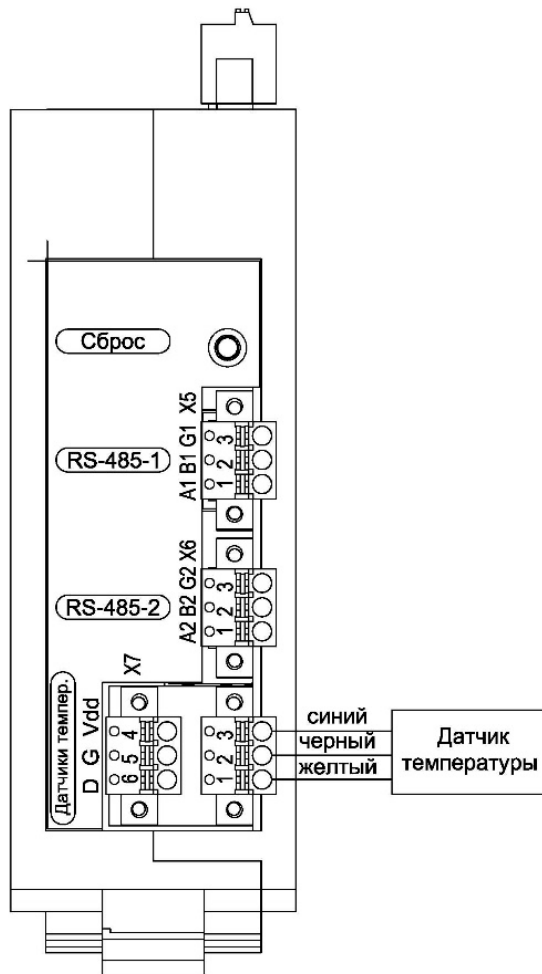 Сброс
X5
RS-485-1
A1 B1 G1
1 2 3
X6
RS-485-2
A2 B2 G2
1 2 3
X7
Датчики темпер.
D G Vdd
6 5 4
1 2 3
синий
черный
желтый
Датчик
температуры